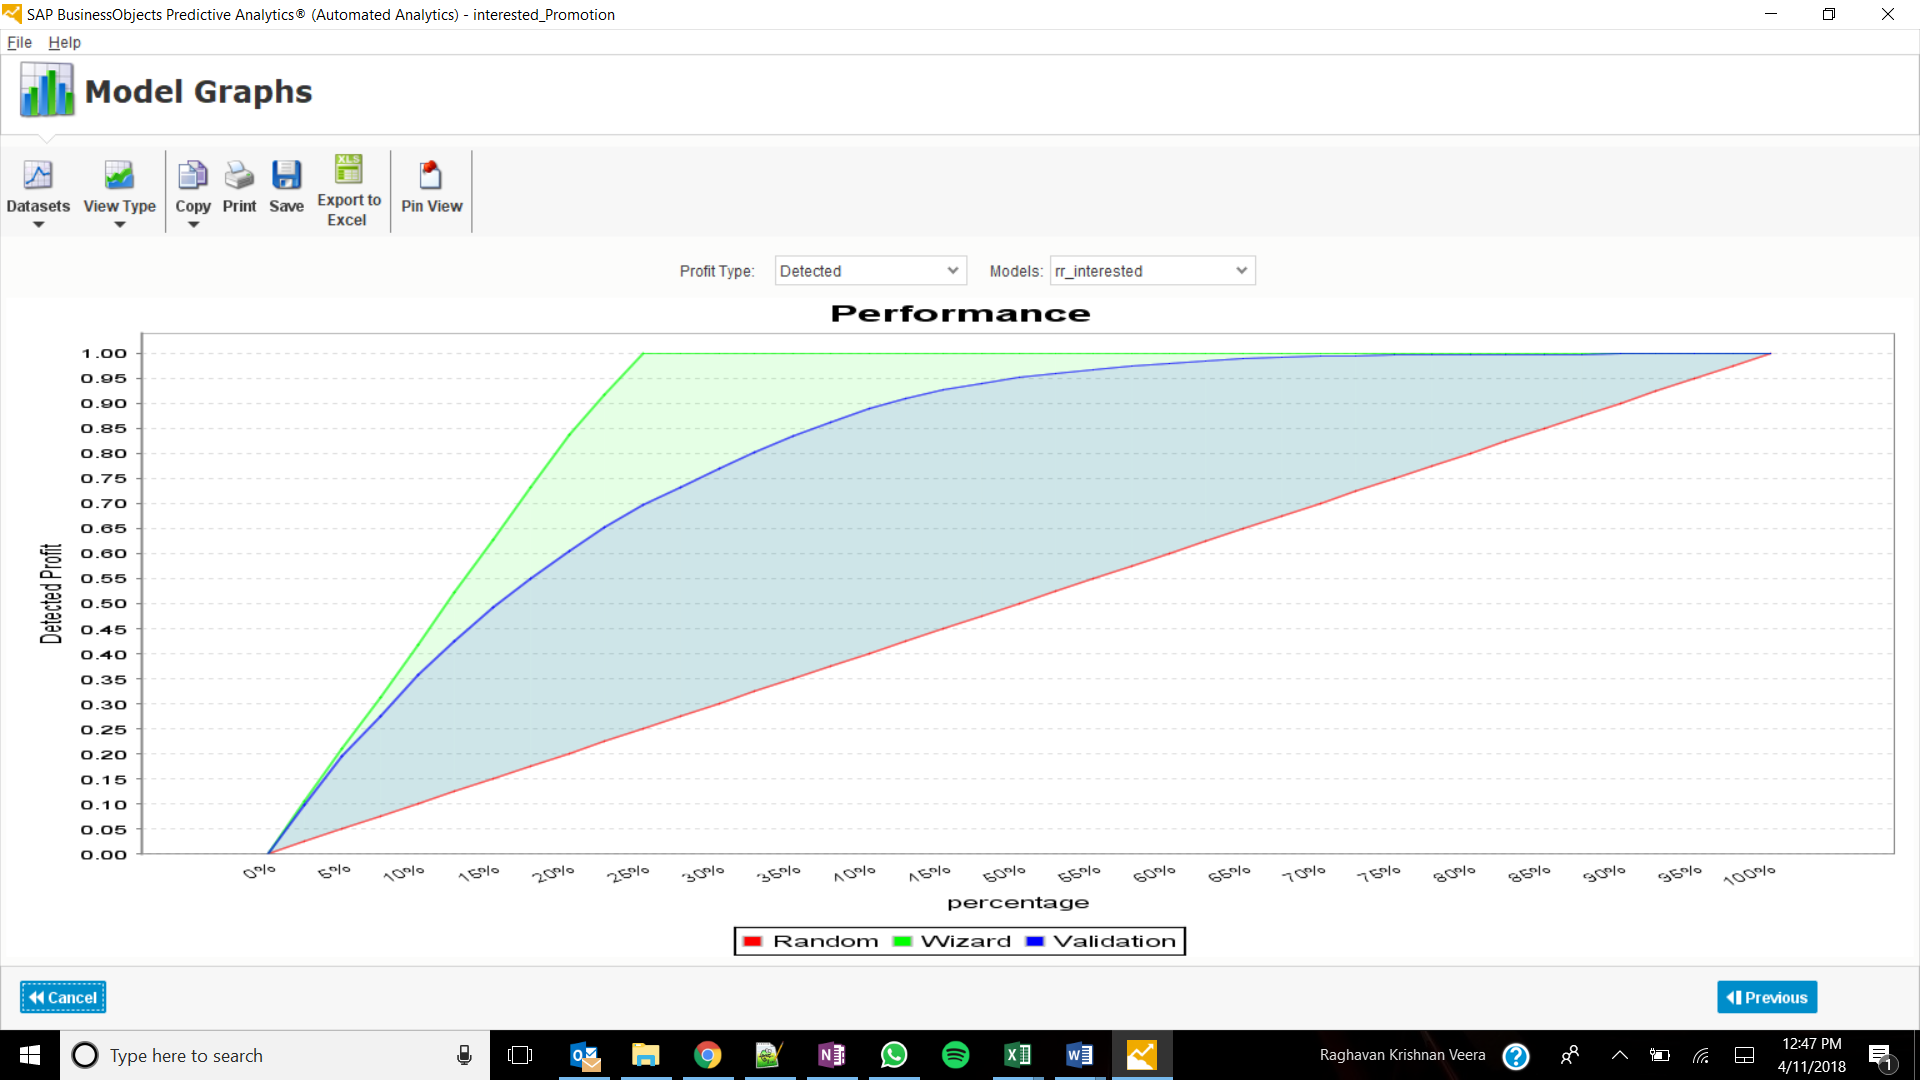 SAP BusinessObjects Predictive Analytics® (Automated Analytics) - interested_Promotion
File Help
Model Graphs
Datasets View Type Copy Print Save Export to Excel Pin View
XLS
Profit Type: Detected Models: rr_interested
Performance
Detected Profit
1.00
0.95
0.90
0.85
0.80
0.75
0.70
0.65
0.60
0.55
0.50
0.45
0.40
0.35
0.30
0.25
0.20
0.15
0.10
0.05
0.00
0% 5% 10% 15% 20% 25% 30% 35% 40% 45% 50% 55% 60% 65% 70% 75% 80% 85% 90% 95% 100%
percentage
Random Wizard Validation
Cancel Previous
Type here to search
Raghavan Krishnan Veera
12:47 PM
4/11/2018
1